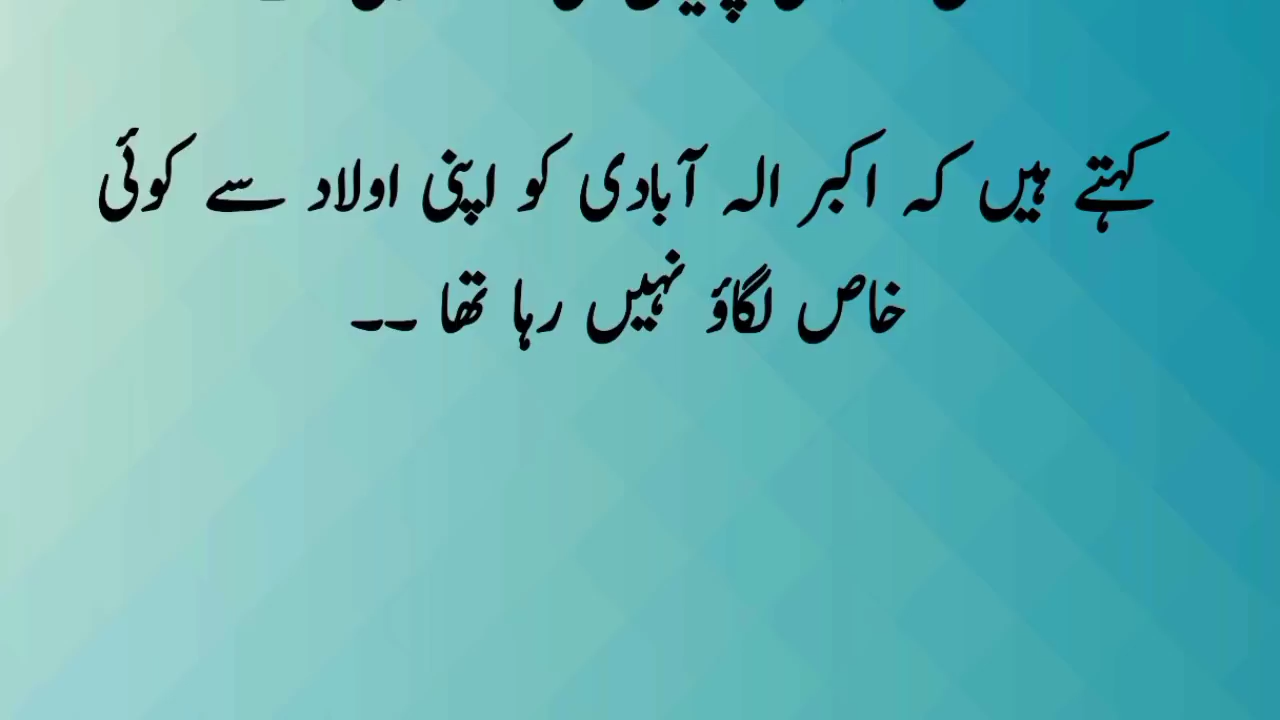 کہتے ہیں کہ اکبر الہ آبادی کو اپنی اولاد سے کوئی
خاص لگاؤ نہیں رہا تھا ۔۔